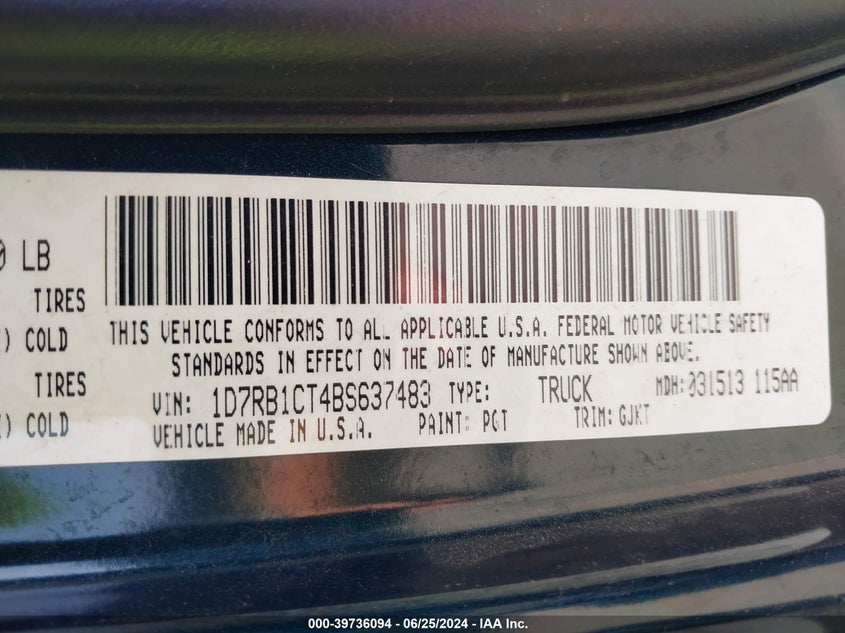 0 LB
TIRES
) COLD
TIRES
) COLD
THIS VEHICLE CONFORMS TO ALL APPLICABLE U.S.A. FEDERAL MOTOR VEHICLE SAFETY
STANDARDS IN EFFECT ON THE DATE OF MANUFACTURE SHOWN ABOVE.
VIN: 1D7RB1CT4BS637483 TYPE: TRUCK MDH: 031513 115AA
VEHICLE MADE IN U.S.A. PAINT: PGT TRIM: GJKT
000-39736094 - 06/25/2024 - IAA Inc.